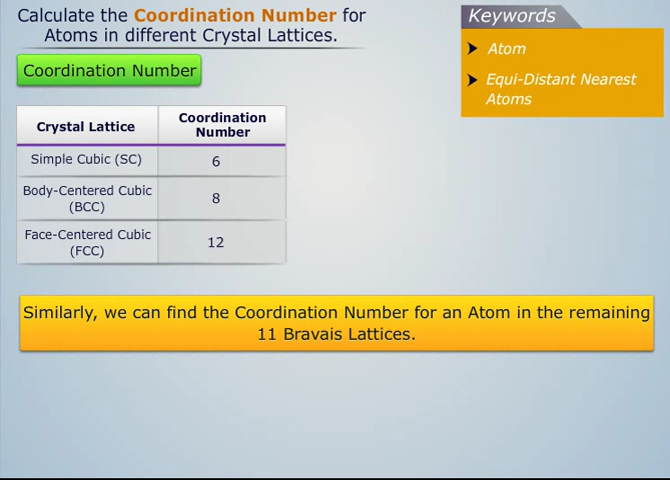 Calculate the Coordination Number for
Atoms in different Crystal Lattices.
Keywords
Atom
Equi-Distant Nearest
Atoms
Coordination Number
Crystal Lattice
Coordination
Number
Simple Cubic (SC)
6
Body-Centered Cubic
(BCC)
8
Face-Centered Cubic
(FCC)
12
Similarly, we can find the Coordination Number for an Atom in the remaining
11 Bravais Lattices.